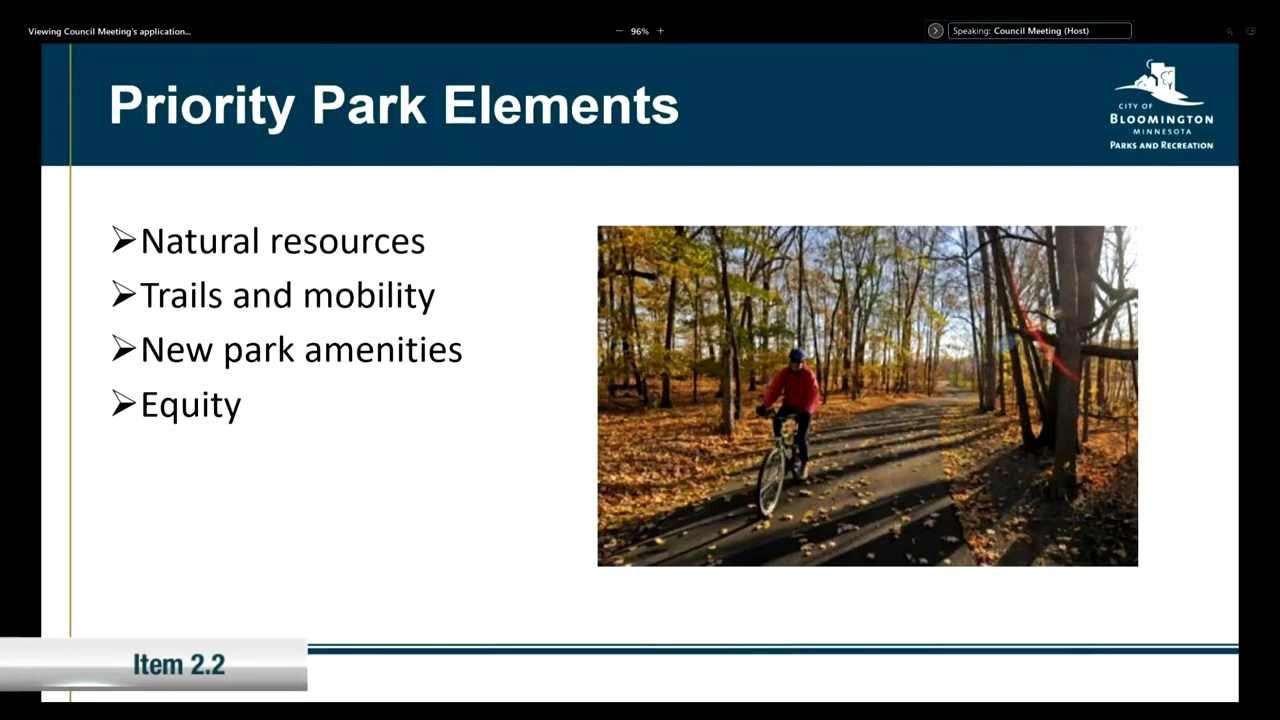 Viewing Council Meeting's application...
96%
Speaking: Council Meeting (Host)
Priority Park Elements
CITY OF
BLOOMINGTON
MINNESOTA
PARKS AND RECREATION
Natural resources
Trails and mobility
New park amenities
Equity
Item 2.2